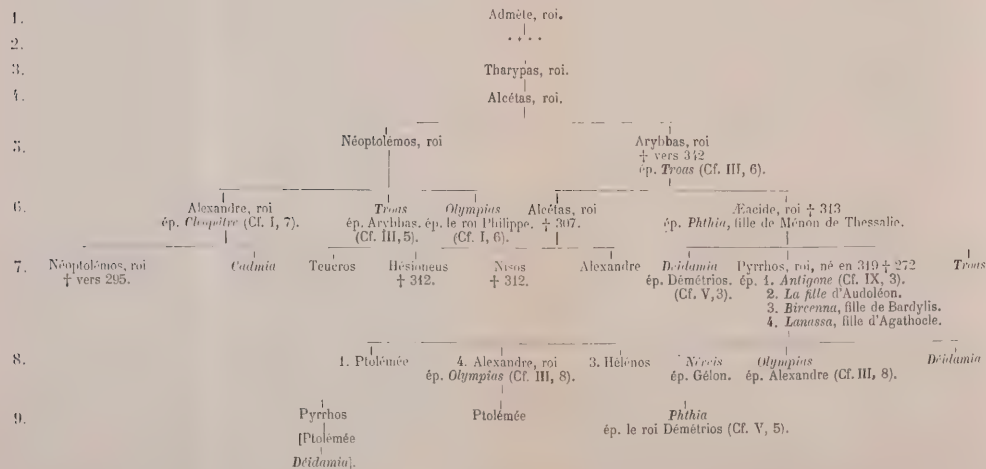 1. Admète, roi.
2. ....
3. Tharypas, roi.
4. Alcétas, roi.
5. Néoptolémos, roi Arybbas, roi
† vers 342
ép. Troas (Cf. III, 6).
6. Alexandre, roi Troas Olympias Alcétas, roi Æacide, roi † 313
ép. Cléopâtre (Cf. I, 7). ép. Arybbas. ép. le roi Philippe. † 307. ép. Phthia, fille de Ménon de Thessalie.
(Cf. III, 5) (Cf. I, 6).
7. Néoptolémos, roi Cadmia Teucros Hésioneus Nisos Alexandre Déidamia Pyrrhos, roi, né en 319 † 272 Troas
† vers 295. † 312. † 312. ép. Démétrios. ép. 1. Antigone (Cf. IX, 3).
(Cf. V, 3). 2. La fille d'Audoléon.
3. Bircenna, fille de Bardylis.
4. Lanassa, fille d'Agathocle.
8. 1. Ptolémée 4. Alexandre, roi 3. Hélénos Néréis Olympias Déidamia
ép. Olympias (Cf. III, 8). ép. Gélon. ép. Alexandre (Cf. III, 8).
9. Pyrrhos Ptolémée Phthia
[Ptolémée ép. le roi Démétrios (Cf. V, 5).
Déidamia].